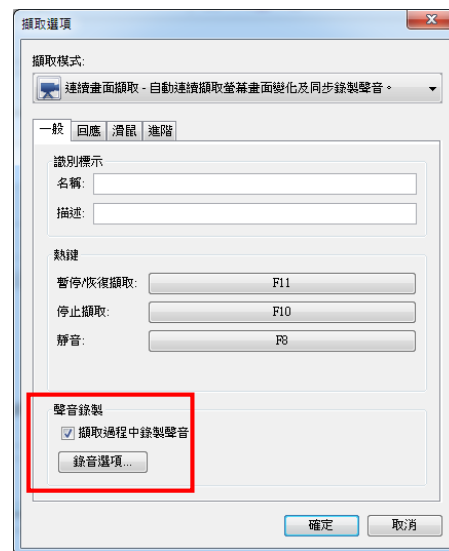 擷取選項
擷取模式:
連續畫面擷取 - 自動連續擷取螢幕畫面變化及同步錄製聲音。
一般 回應 滑鼠 進階
識別標示
名稱:
描述:
熱鍵
暫停/恢復擷取: F11
停止擷取: F10
靜音: F8
聲音錄製
擷取過程中錄製聲音
錄音選項...
確定 取消